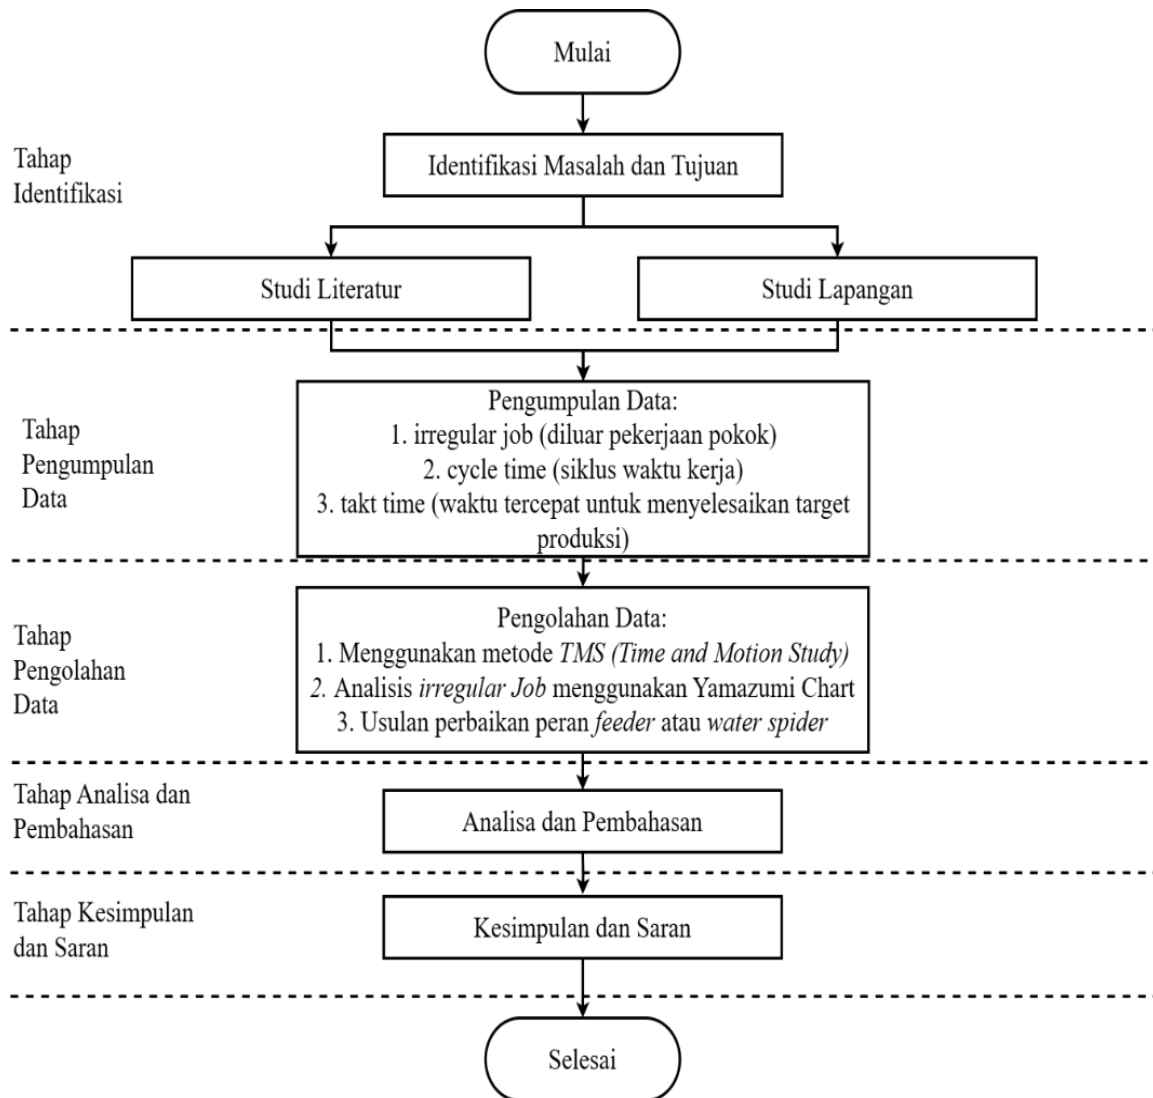 Mulai
Tahap
Identifikasi
Identifikasi Masalah dan Tujuan
Studi Literatur
Studi Lapangan
Tahap
Pengumpulan
Data
Pengumpulan Data:
1. irregular job (diluar pekerjaan pokok)
2. cycle time (siklus waktu kerja)
3. takt time (waktu tercepat untuk menyelesaikan target
produksi)
Tahap
Pengolahan
Data
Pengolahan Data:
1. Menggunakan metode TMS (Time and Motion Study)
2. Analisis irregular Job menggunakan Yamazumi Chart
3. Usulan perbaikan peran feeder atau water spider
Tahap Analisa dan
Pembahasan
Analisa dan Pembahasan
Tahap Kesimpulan
dan Saran
Kesimpulan dan Saran
Selesai